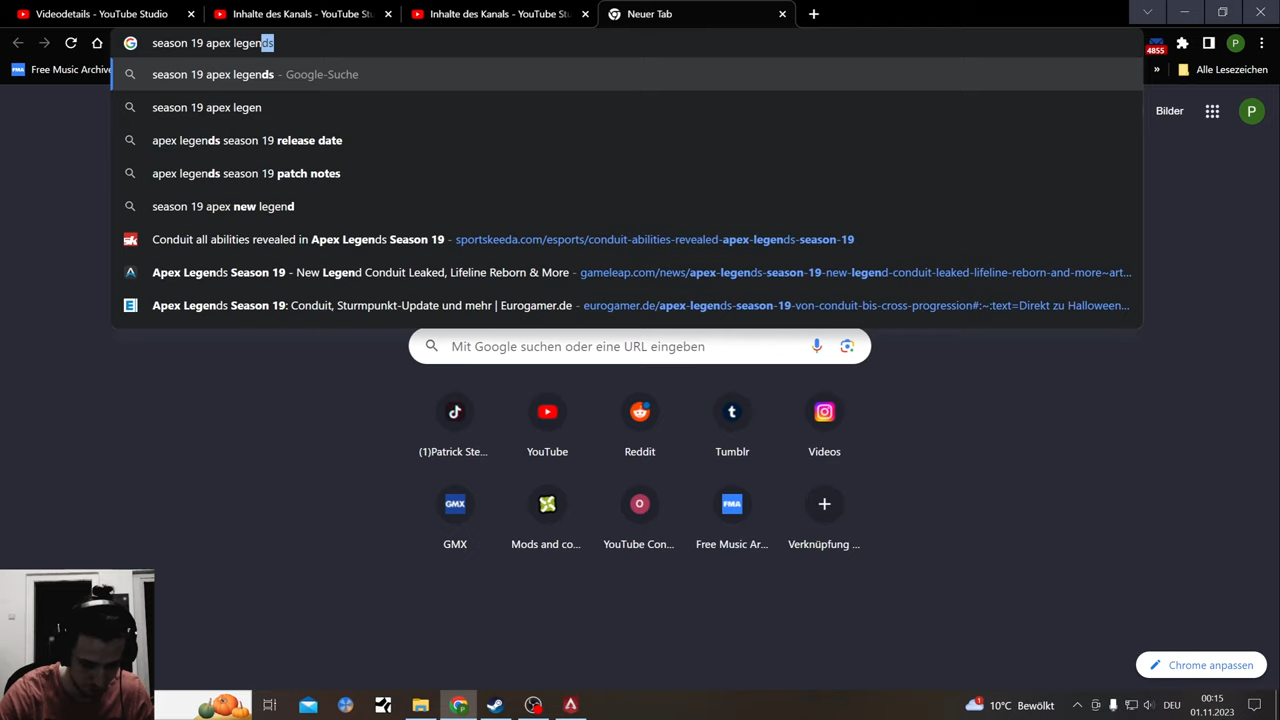 Videodetails - YouTube Studio
Inhalte des Kanals - YouTube Stu
Inhalte des Kanals - YouTube Stu
Neuer Tab
season 19 apex legends
4855
P
Free Music Archive
»
Alle Lesezeichen
season 19 apex legends - Google-Suche
season 19 apex legen
apex legends season 19 release date
apex legends season 19 patch notes
season 19 apex new legend
Conduit all abilities revealed in Apex Legends Season 19 - sportskeeda.com/esports/conduit-abilities-revealed-apex-legends-season-19
Apex Legends Season 19 - New Legend Conduit Leaked, Lifeline Reborn & More - gameleap.com/news/apex-legends-season-19-new-legend-conduit-leaked-lifeline-reborn-and-more~art...
Apex Legends Season 19: Conduit, Sturmpunkt-Update und mehr | Eurogamer.de - eurogamer.de/apex-legends-season-19-von-conduit-bis-cross-progression#:~:text=Direkt zu Halloween...
Bilder
P
Mit Google suchen oder eine URL eingeben
(1)Patrick Ste...
YouTube
Reddit
Tumblr
Videos
GMX
O
FMA
GMX
Mods and co...
YouTube Con...
Free Music Ar...
Verknüpfung ...
Chrome anpassen
10°C Bewölkt
DEU
00:15
01.11.2023